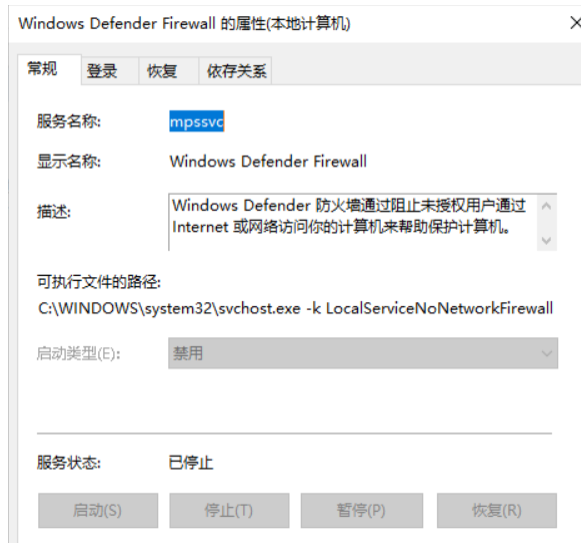 Windows Defender Firewall 的属性(本地计算机)
常规 登录 恢复 依存关系
服务名称: mpssvc
显示名称: Windows Defender Firewall
描述: Windows Defender 防火墙通过阻止未授权用户通过
Internet 或网络访问你的计算机来帮助保护计算机。
可执行文件的路径:
C:\WINDOWS\system32\svchost.exe -k LocalServiceNoNetworkFirewall
启动类型(E): 禁用
服务状态: 已停止
启动(S) 停止(T) 暂停(P) 恢复(R)